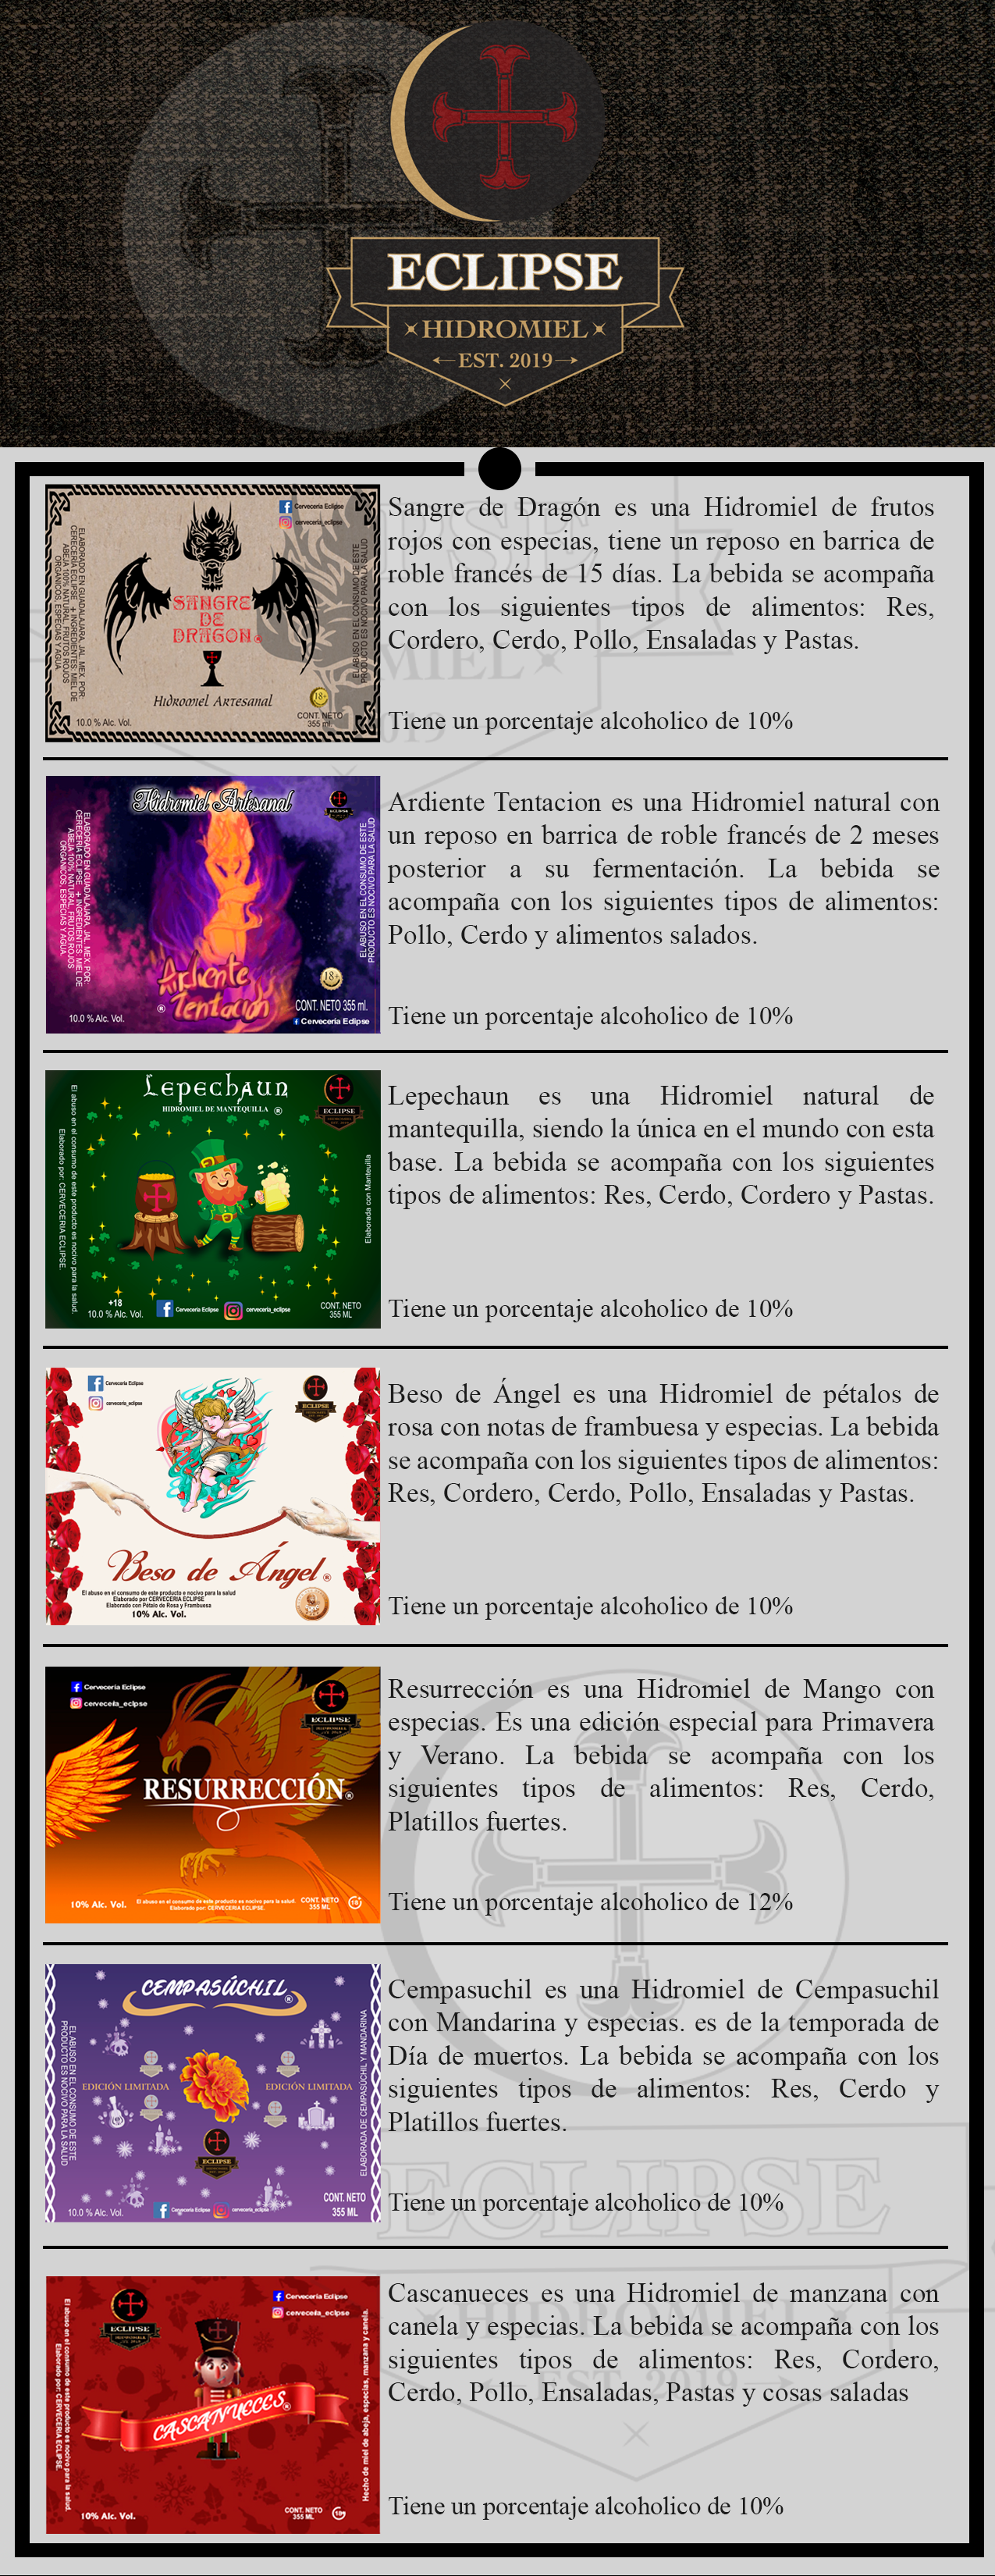 ECLIPSE
HIDROMIEL
EST. 2019
Cerveceria Eclipse
cerveceria_eclipse
ELABORADO EN GUADALAJARA, JAL. MEX. POR:
CERECERIA ECLIPSE + INGREDIENTES: MIEL DE
ABEJA 100% NATURAL, FRUTOS ROJOS
ORGANICOS, ESPECIAS Y AGUA
SANGRE
DE
DRAGON®
EL ABUSO EN EL CONSUMO DE ESTE
PRODUCTO ES NOCIVO PARA LA SALUD
Hidromiel Artesanal
18+
10.0 % Alc. Vol.
CONT. NETO
355 ml.
Sangre de Dragón es una Hidromiel de frutos
rojos con especias, tiene un reposo en barrica de
roble francés de 15 días. La bebida se acompaña
con los siguientes tipos de alimentos: Res,
Cordero, Cerdo, Pollo, Ensaladas y Pastas.
Tiene un porcentaje alcoholico de 10%
Hidromiel Artesanal
ELABORADO EN GUADALAJARA, JAL. MEX. POR:
CERECERIA ECLIPSE + INGREDIENTES: MIEL DE
ABEJA 100% NATURAL, FRUTOS ROJOS
ORGANICOS, ESPECIAS Y AGUA.
EL ABUSO EN EL CONSUMO DE ESTE
PRODUCTO ES NOCIVO PARA LA SALUD
18+
Ardiente
Tentacion
®
10.0 % Alc. Vol.
CONT. NETO 355 ml.
Cerveceria Eclipse
Ardiente Tentacion es una Hidromiel natural con
un reposo en barrica de roble francés de 2 meses
posterior a su fermentación. La bebida se
acompaña con los siguientes tipos de alimentos:
Pollo, Cerdo y alimentos salados.
Tiene un porcentaje alcoholico de 10%
Lepechaun
HIDROMIEL DE MANTEQUILLA ®
ECLIPSE
El abuso en el consumo de este producto es nocivo para la salud.
Elaborado por: CERVECERIA ECLIPSE.
Elaborada con Manteuilla
+18
10.0 % Alc. Vol.
Cerveceria Eclipse
cerveceria_eclipse
CONT. NETO
355 ML
Lepechaun es una Hidromiel natural de
mantequilla, siendo la única en el mundo con esta
base. La bebida se acompaña con los siguientes
tipos de alimentos: Res, Cerdo, Cordero y Pastas.
Tiene un porcentaje alcoholico de 10%
Cerveceria Eclipse
cerveceria_eclipse
ECLIPSE
Beso de Ángel®
El abuso en el consumo de este producto e nocivo para la salud
Elaborado por CERVECERIA ECLIPSE
Elaborado con Pétalo de Rosa y Frambuesa
10% Alc. Vol.
Beso de Ángel es una Hidromiel de pétalos de
rosa con notas de frambuesa y especias. La bebida
se acompaña con los siguientes tipos de alimentos:
Res, Cordero, Cerdo, Pollo, Ensaladas y Pastas.
Tiene un porcentaje alcoholico de 10%
Cerveceria Eclipse
cerveceria_eclipse
ECLIPSE
RESURRECCIÓN®
10% Alc. Vol.
El abuso en el consumo de este producto es nocivo para la salud.
Elaborado por: CERVECERIA ECLIPSE.
CONT. NETO
355 ML
Resurrección es una Hidromiel de Mango con
especias. Es una edición especial para Primavera
y Verano. La bebida se acompaña con los
siguientes tipos de alimentos: Res, Cerdo,
Platillos fuertes.
Tiene un porcentaje alcoholico de 12%
CEMPASÚCHIL®
EL ABUSO EN EL CONSUMO DE ESTE
PRODUCTO ES NOCIVO PARA LA SALUD
EDICIÓN LIMITADA
EDICIÓN LIMITADA
ELABORADA DE CEMPASÚCHIL Y MANDARINA
ECLIPSE
10.0 % Alc. Vol.
Cerveceria Eclipse
cerveceria_eclipse
CONT. NETO
355 ML
Cempasuchil es una Hidromiel de Cempasuchil
con Mandarina y especias. es de la temporada de
Día de muertos. La bebida se acompaña con los
siguientes tipos de alimentos: Res, Cerdo y
Platillos fuertes.
Tiene un porcentaje alcoholico de 10%
ECLIPSE
Cerveceria Eclipse
cerveceria_eclipse
El abuso en el consumo de este producto es nocivo para la salud.
Elaborado por: CERVECERIA ECLIPSE.
CASCANUECES®
Hecho de miel de abeja, especias, manzana y canela.
10% Alc. Vol.
CONT. NETO
355 ML
Cascanueces es una Hidromiel de manzana con
canela y especias. La bebida se acompaña con los
siguientes tipos de alimentos: Res, Cordero,
Cerdo, Pollo, Ensaladas, Pastas y cosas saladas
Tiene un porcentaje alcoholico de 10%